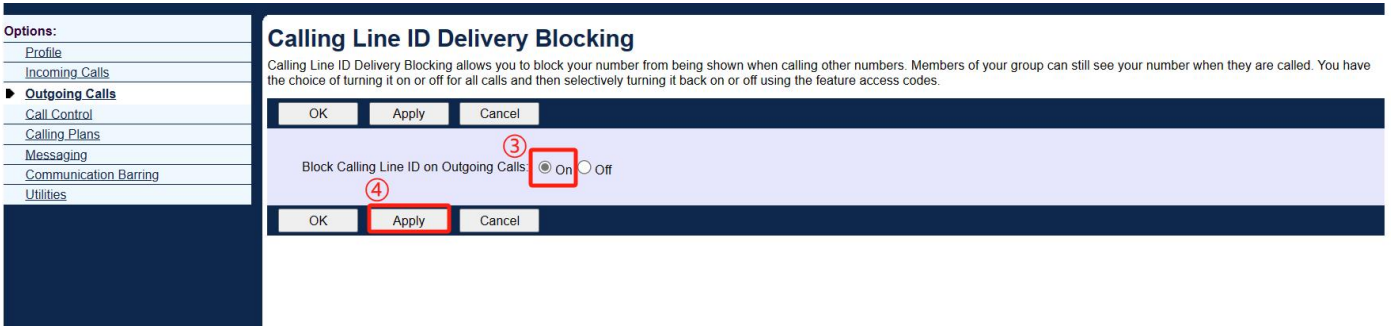 Options:
Profile
Incoming Calls
Outgoing Calls
Call Control
Calling Plans
Messaging
Communication Barring
Utilities
Calling Line ID Delivery Blocking
Calling Line ID Delivery Blocking allows you to block your number from being shown when calling other numbers. Members of your group can still see your number when they are called. You have
the choice of turning it on or off for all calls and then selectively turning it back on or off using the feature access codes.
OK Apply Cancel
③
Block Calling Line ID on Outgoing Calls: On Off
④
OK Apply Cancel